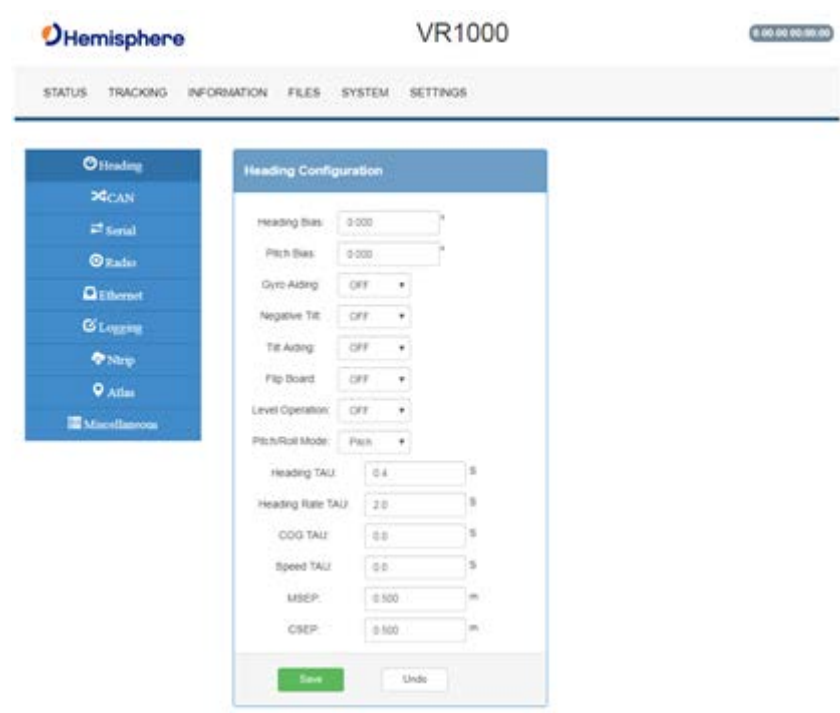 Hemisphere
VR1000
STATUS TRACKING INFORMATION FILES SYSTEM SETTINGS
Heading
CAN
Serial
Radio
Ethernet
Logging
Ntrip
Atlas
Miscellaneous
Heading Configuration
Heading Bias: 0.000 °
Pitch Bias: 0.000 °
Gyro Aiding: OFF
Negative Tilt: OFF
Tilt Aiding: OFF
Flip Board: OFF
Level Operation: OFF
Pitch/Roll Mode: Pitch
Heading TAU: 0.4 S
Heading Rate TAU: 2.0 S
COG TAU: 0.0 S
Speed TAU: 0.0 S
MSEP: 0.500 m
CSEP: 0.500 m
Save Undo